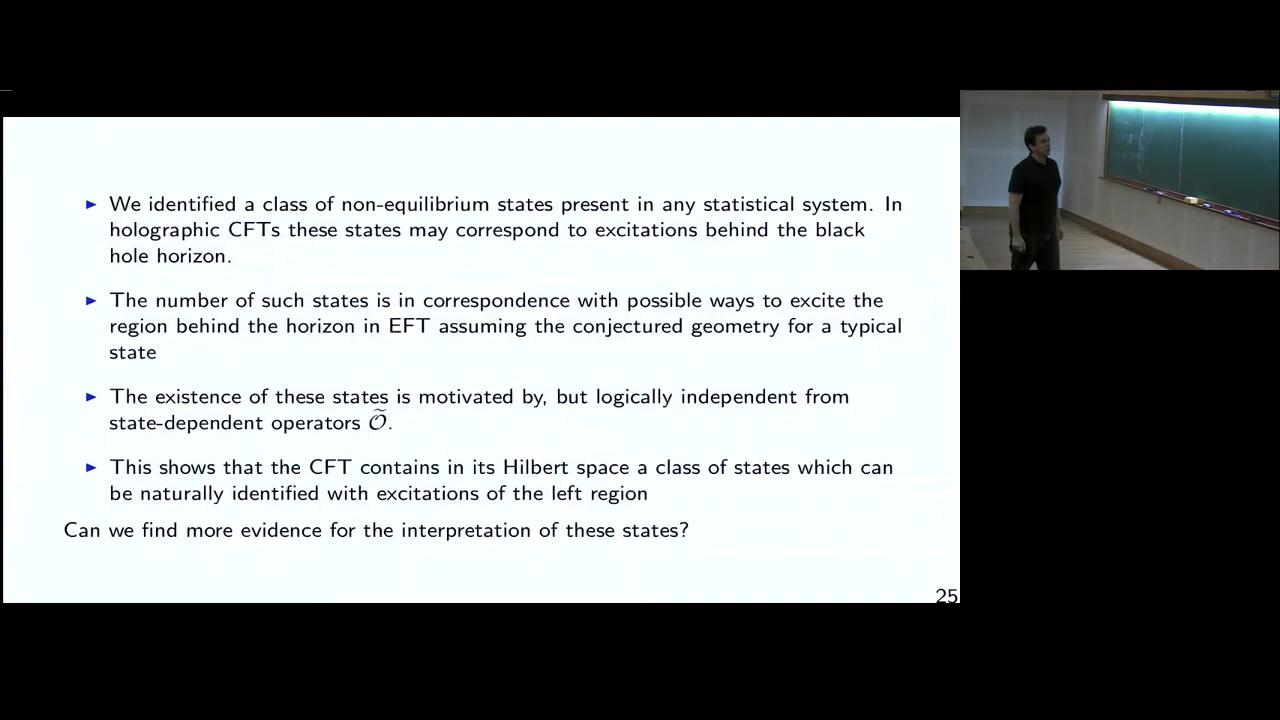 ► We identified a class of non-equilibrium states present in any statistical system. In
holographic CFTs these states may correspond to excitations behind the black
hole horizon.
► The number of such states is in correspondence with possible ways to excite the
region behind the horizon in EFT assuming the conjectured geometry for a typical
state
► The existence of these states is motivated by, but logically independent from
state-dependent operators Õ.
► This shows that the CFT contains in its Hilbert space a class of states which can
be naturally identified with excitations of the left region
Can we find more evidence for the interpretation of these states?
25